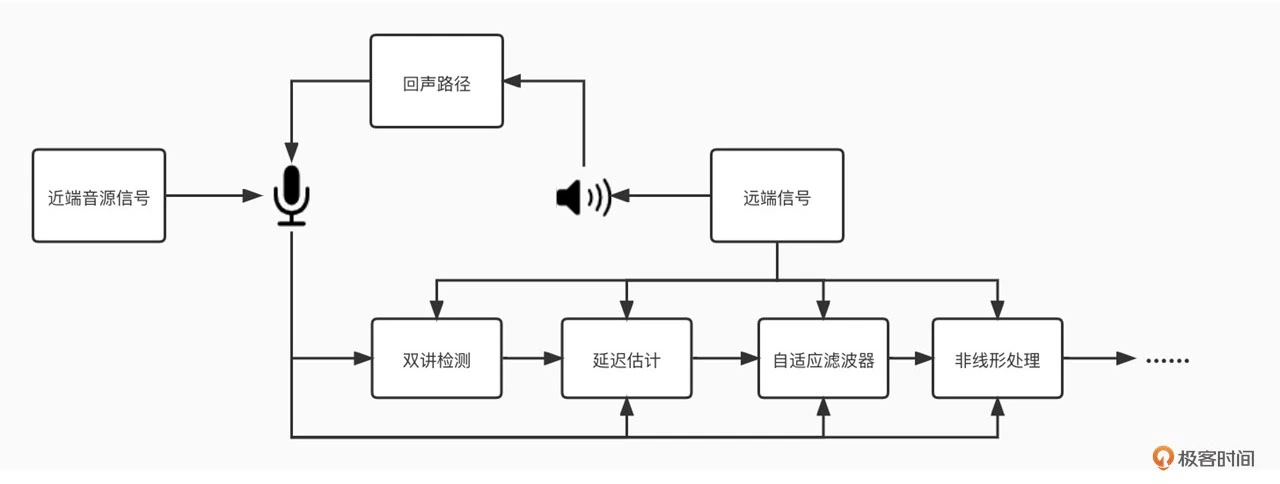 回声路径
近端音源信号
远端信号
双讲检测
延迟估计
自适应滤波器
非线形处理
......
极客时间